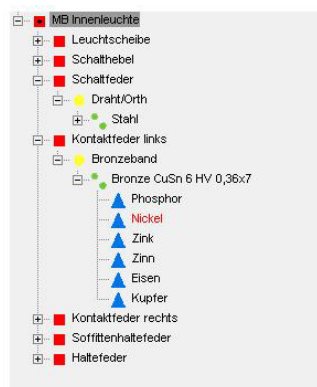 MB Innenleuchte
Leuchtscheibe
Schalthebel
Schaltfeder
Draht/Orth
Stahl
Kontaktfeder links
Bronzeband
Bronze CuSn 6 HV 0,36x7
Phosphor
Nickel
Zink
Zinn
Eisen
Kupfer
Kontaktfeder rechts
Soffittenhaltefeder
Haltefeder